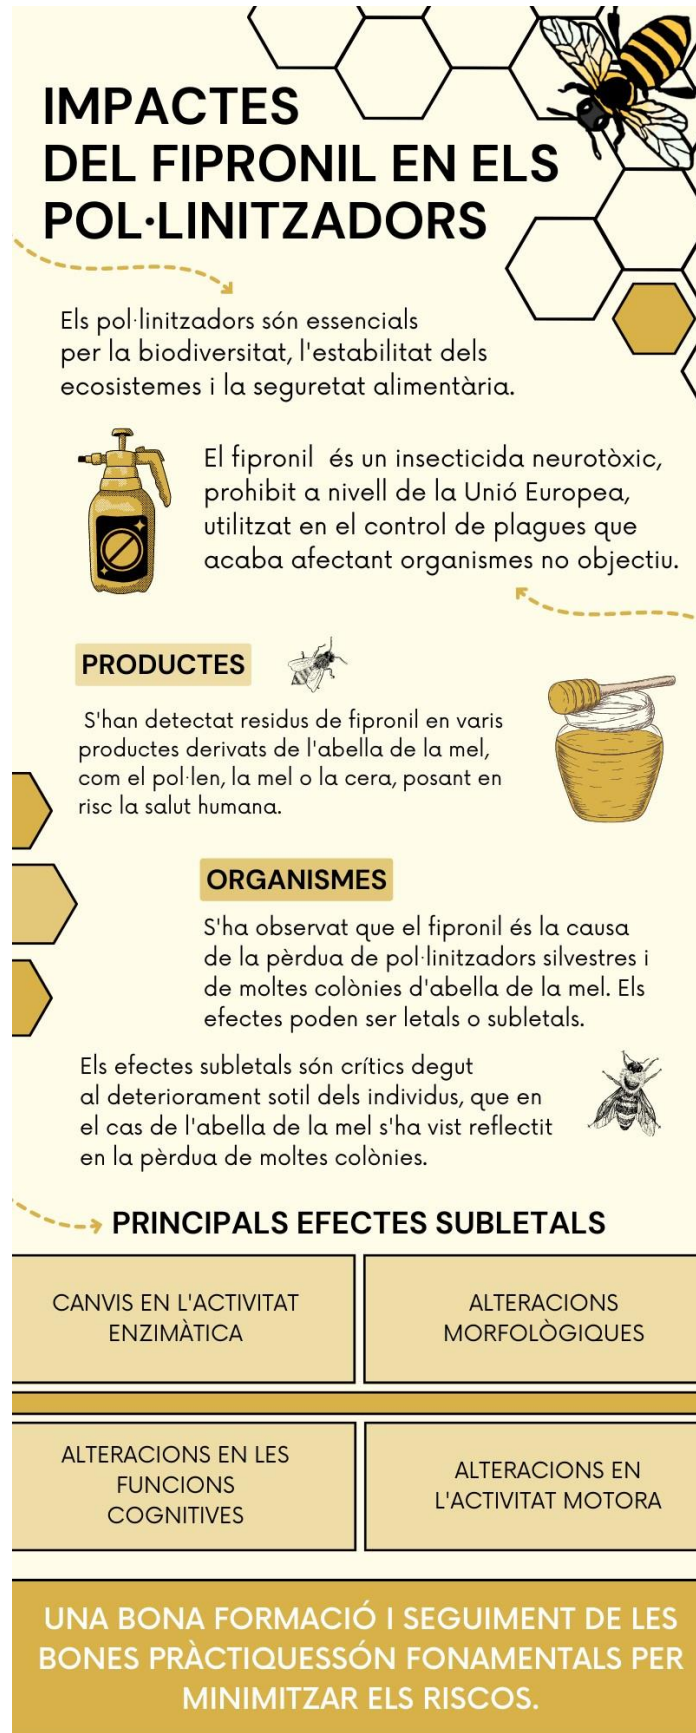 IMPACTES
DEL FIPRONIL EN ELS
POL·LINITZADORS
Els pol·linitzadors són essencials
per la biodiversitat, l'estabilitat dels
ecosistemes i la seguretat alimentària.
El fipronil és un insecticida neurotòxic,
prohibit a nivell de la Unió Europea,
utilitzat en el control de plagues que
acaba afectant organismes no objectiu.
PRODUCTES
S'han detectat residus de fipronil en varis
productes derivats de l'abella de la mel,
com el pol·len, la mel o la cera, posant en
risc la salut humana.
ORGANISMES
S'ha observat que el fipronil és la causa
de la pèrdua de pol·linitzadors silvestres i
de moltes colònies d'abella de la mel. Els
efectes poden ser letals o subletals.
Els efectes subletals són crítics degut
al deteriorament sotil dels individus, que en
el cas de l'abella de la mel s'ha vist reflectit
en la pèrdua de moltes colònies.
PRINCIPALS EFECTES SUBLETALS
CANVIS EN L'ACTIVITAT
ENZIMÀTICA
ALTERACIONS
MORFOLÒGIQUES
ALTERACIONS EN LES
FUNCIONS
COGNITIVES
ALTERACIONS EN
L'ACTIVITAT MOTORA
UNA BONA FORMACIÓ I SEGUIMENT DE LES
BONES PRÀCTIQUESSÓN FONAMENTALS PER
MINIMITZAR ELS RISCOS.